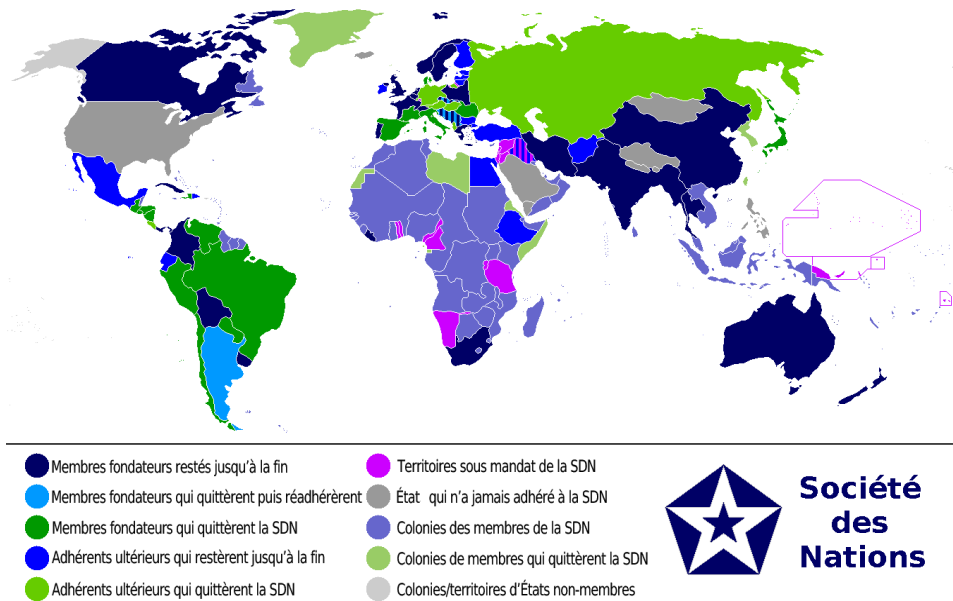 Membres fondateurs restés jusqu'à la fin
Membres fondateurs qui quittèrent puis réadhérèrent
Membres fondateurs qui quittèrent la SDN
Adhérents ultérieurs qui restèrent jusqu'à la fin
Adhérents ultérieurs qui quittèrent la SDN
Territoires sous mandat de la SDN
État qui n'a jamais adhéré à la SDN
Colonies des membres de la SDN
Colonies de membres qui quittèrent la SDN
Colonies/territoires d'États non-membres
Société
des
Nations